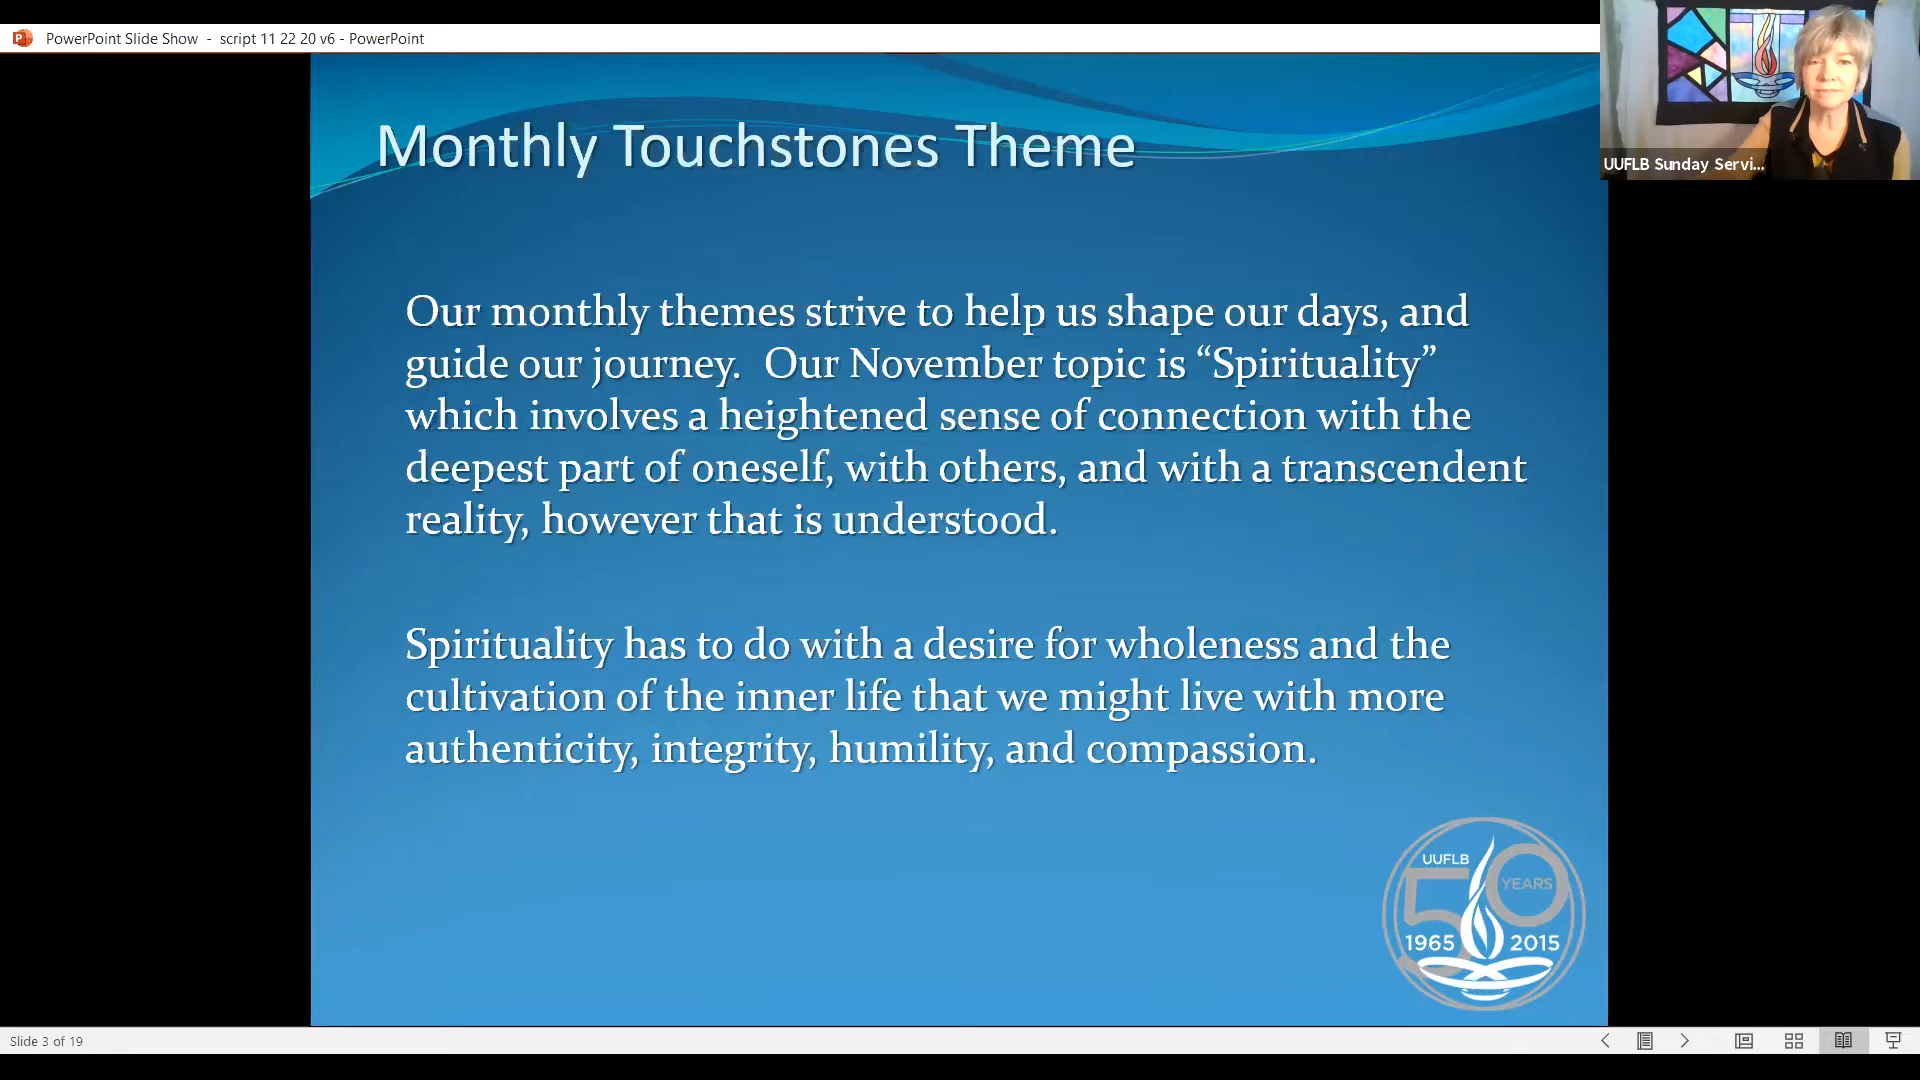 PowerPoint Slide Show - script 11 22 20 v6 - PowerPoint
UUFLB Sunday Servi...
Monthly Touchstones Theme
Our monthly themes strive to help us shape our days, and
guide our journey. Our November topic is “Spirituality”
which involves a heightened sense of connection with the
deepest part of oneself, with others, and with a transcendent
reality, however that is understood.
Spirituality has to do with a desire for wholeness and the
cultivation of the inner life that we might live with more
authenticity, integrity, humility, and compassion.
UUFLB
50
YEARS
1965 2015
Slide 3 of 19